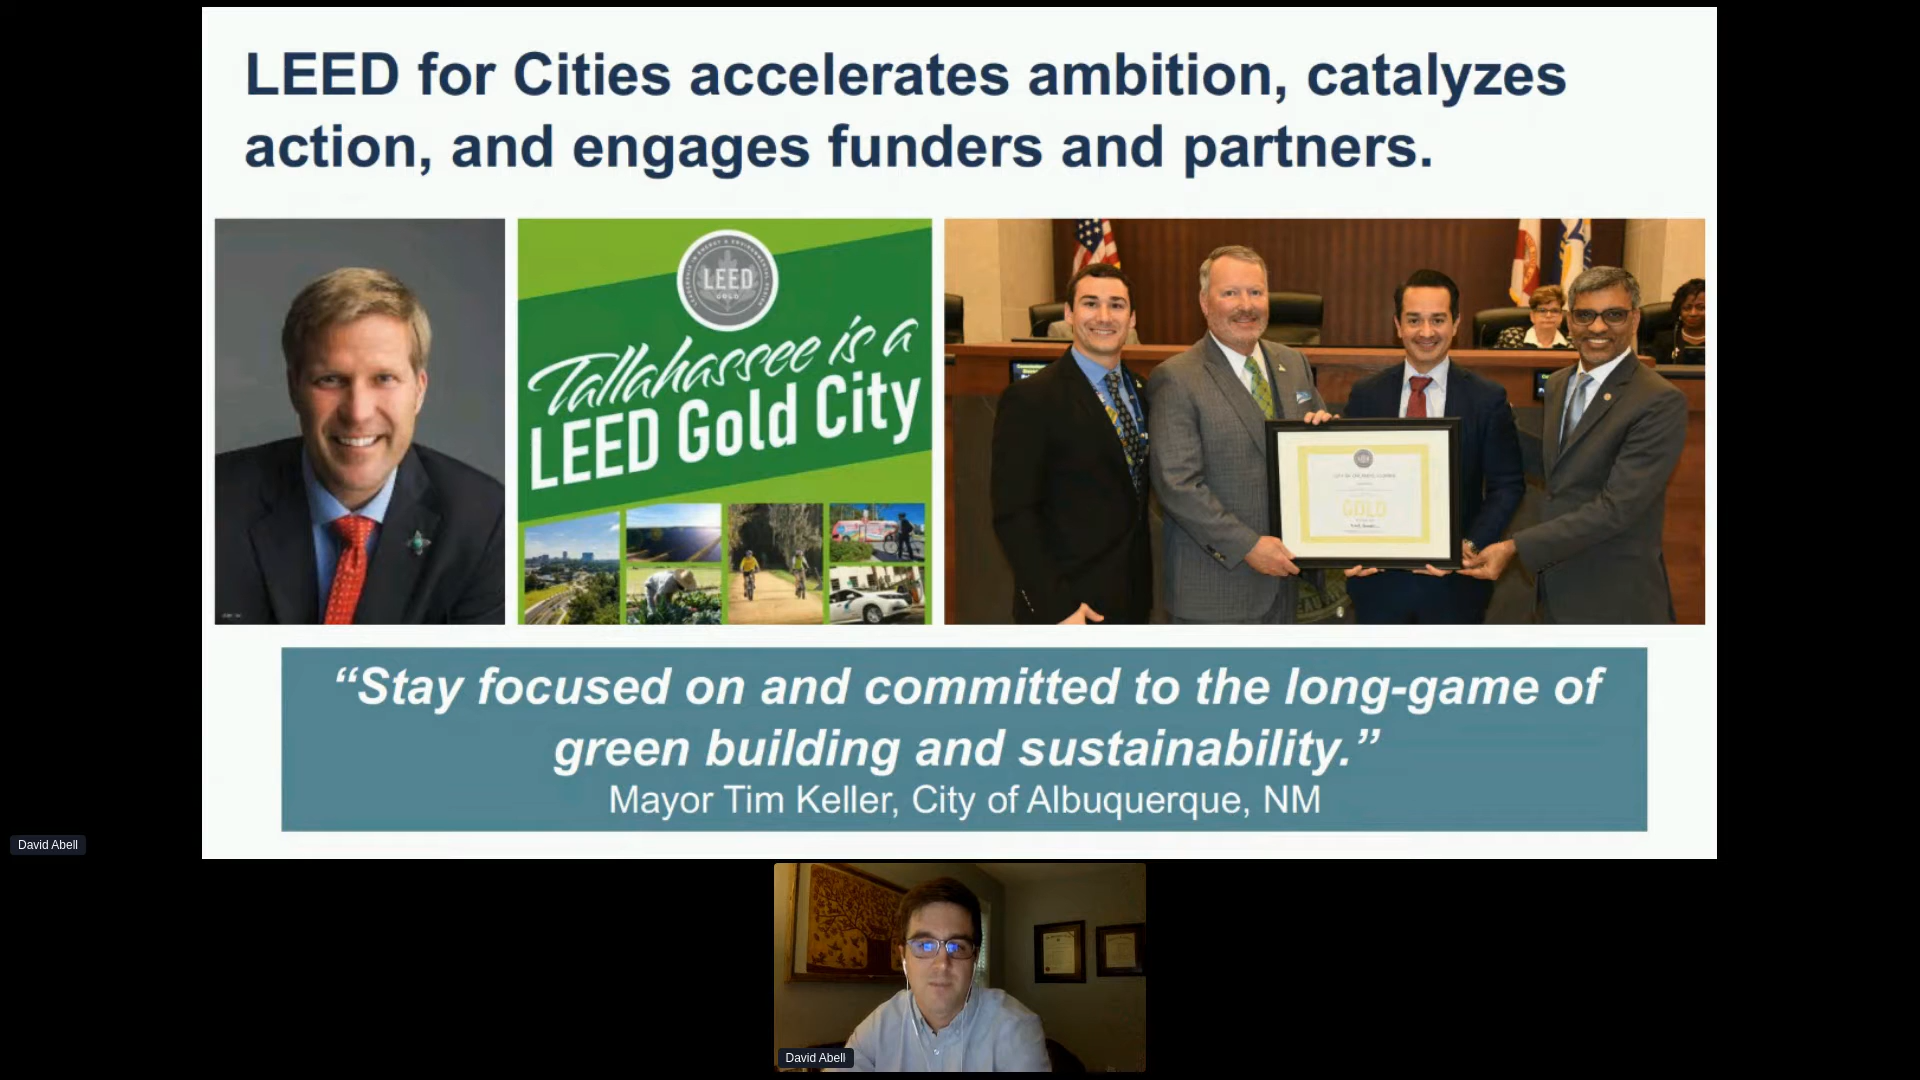 LEED for Cities accelerates ambition, catalyzes
action, and engages funders and partners.
LEED
GOLD
Tallahassee is a
LEED Gold City
GOLD
“Stay focused on and committed to the long-game of
green building and sustainability.”
Mayor Tim Keller, City of Albuquerque, NM
David Abell
David Abell